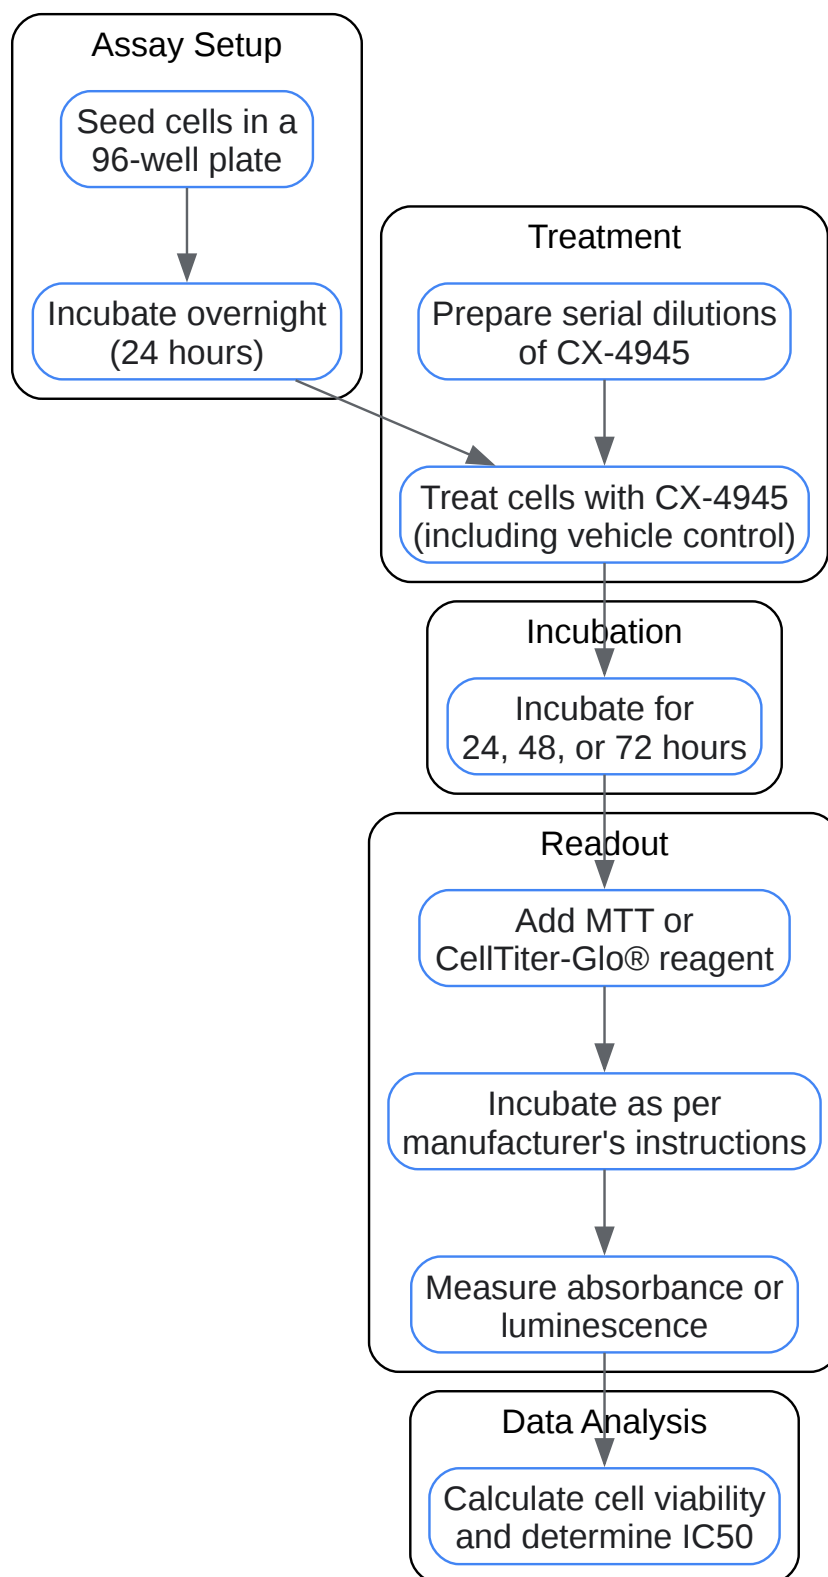 Assay Setup
Seed cells in a
96-well plate
Incubate overnight
(24 hours)
Treatment
Prepare serial dilutions
of CX-4945
Treat cells with CX-4945
(including vehicle control)
Incubation
Incubate for
24, 48, or 72 hours
Readout
Add MTT or
CellTiter-Glo® reagent
Incubate as per
manufacturer's instructions
Measure absorbance or
luminescence
Data Analysis
Calculate cell viability
and determine IC50